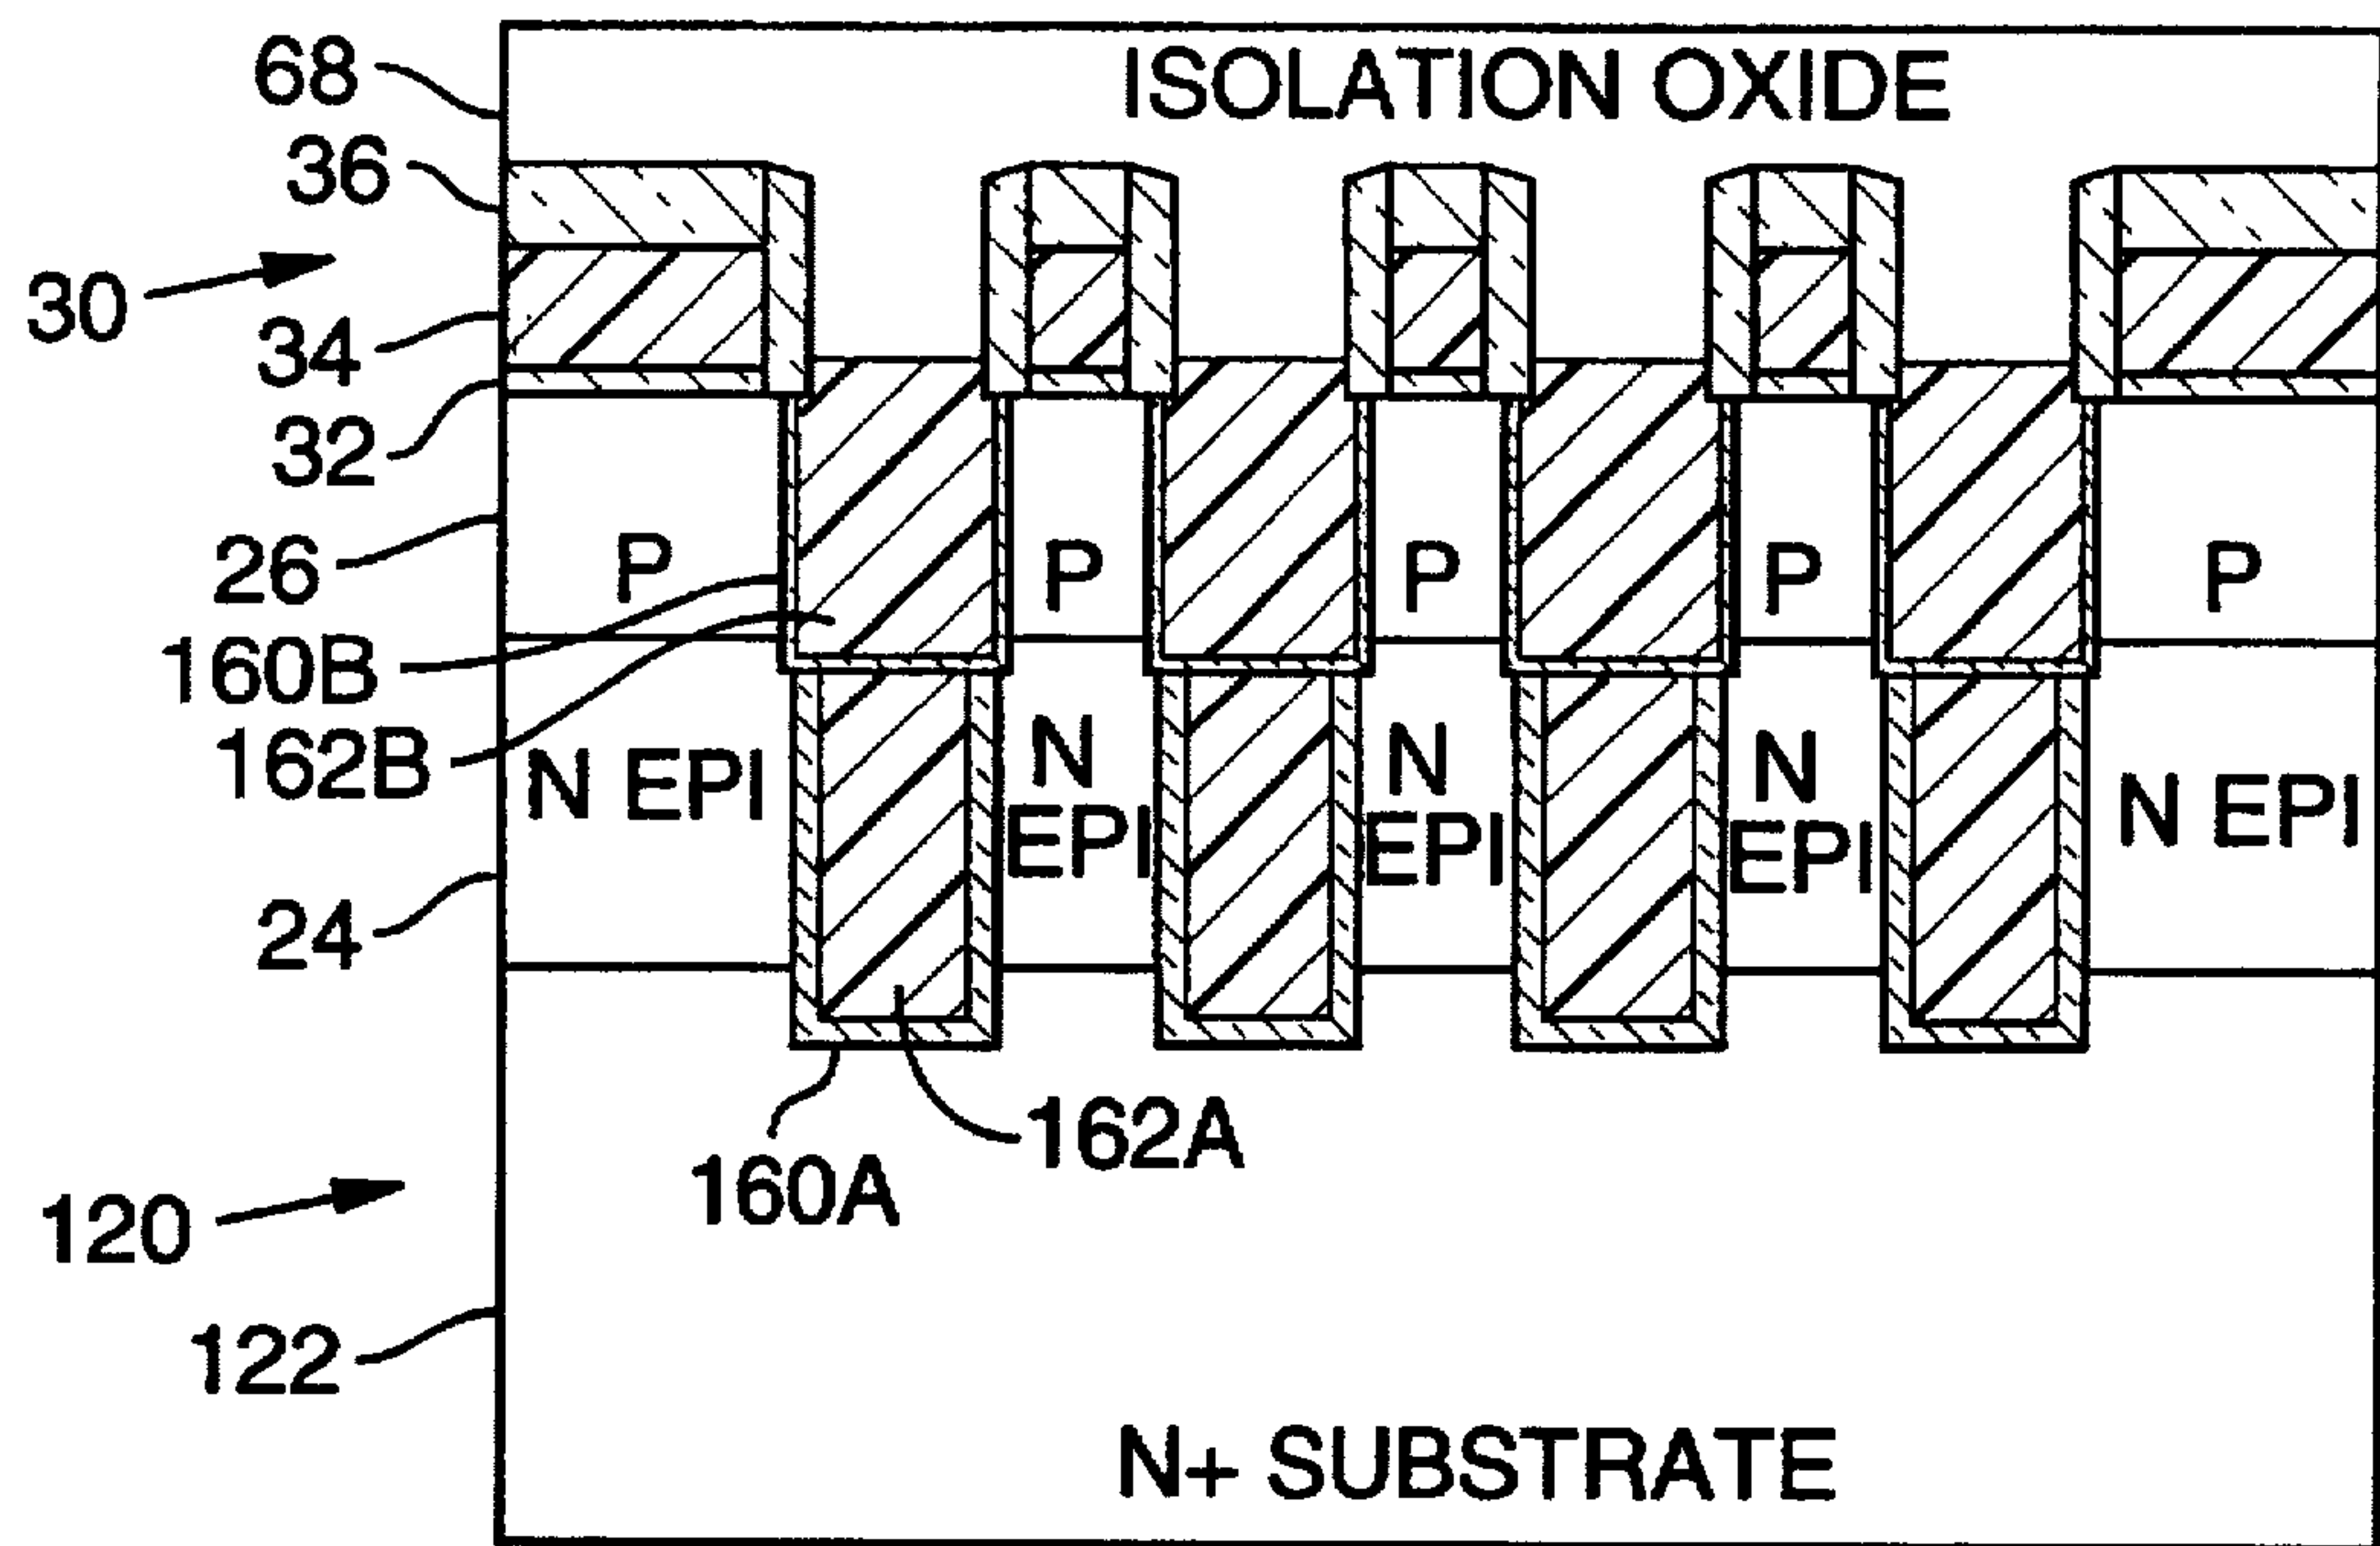 68
ISOLATION OXIDE
36
30
34
32
26
P
P
P
P
P
160B
162B
N EPI
N
EPI
N
EPI
N
EPI
N EPI
24
162A
160A
120
122
N+ SUBSTRATE